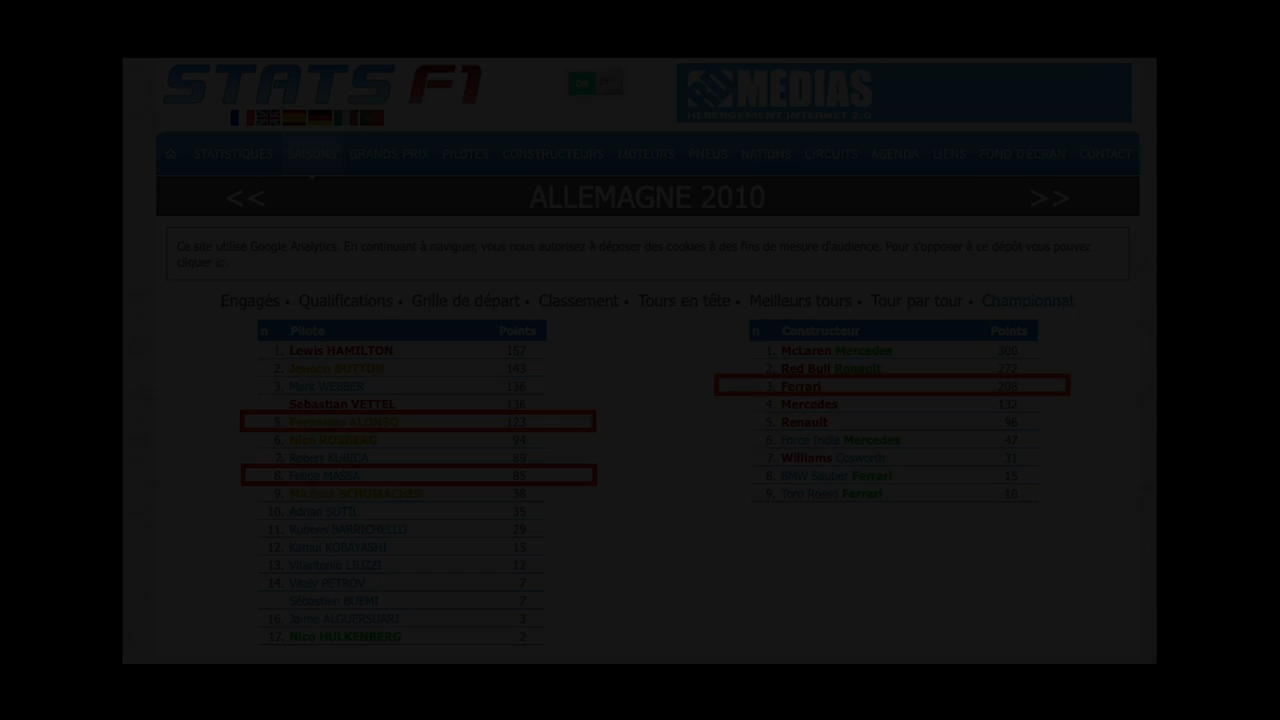 STATS F1
ON OFF
RU MEDIAS
HEBERGEMENT INTERNET 2.0
STATISTIQUES SAISONS GRANDS PRIX PILOTES CONSTRUCTEURS MOTEURS PNEUS NATIONS CIRCUITS AGENDA LIENS FOND D'ÉCRAN CONTACT
<< ALLEMAGNE 2010 >>
Ce site utilise Google Analytics. En continuant à naviguer, vous nous autorisez à déposer des cookies à des fins de mesure d'audience. Pour s'opposer à ce dépôt vous pouvez
cliquer ici.
Engagés • Qualifications • Grille de départ • Classement • Tours en tête • Meilleurs tours • Tour par tour • Championnat
n Pilote Points
1. Lewis HAMILTON 157
2. Jenson BUTTON 143
3. Mark WEBBER 136
Sebastian VETTEL 136
5. Fernando ALONSO 123
6. Nico ROSBERG 94
7. Robert KUBICA 89
8. Felipe MASSA 85
9. Michael SCHUMACHER 38
10. Adrian SUTIL 35
11. Rubens BARRICHELLO 29
12. Kamui KOBAYASHI 15
13. Vitantonio LIUZZI 12
14. Vitaly PETROV 7
Sébastien BUEMI 7
16. Jaime ALGUERSUARI 3
17. Nico HULKENBERG 2
n Constructeur Points
1. McLaren Mercedes 300
2. Red Bull Renault 272
3. Ferrari 208
4. Mercedes 132
5. Renault 96
6. Force India Mercedes 47
7. Williams Cosworth 31
8. BMW Sauber Ferrari 15
9. Toro Rosso Ferrari 10